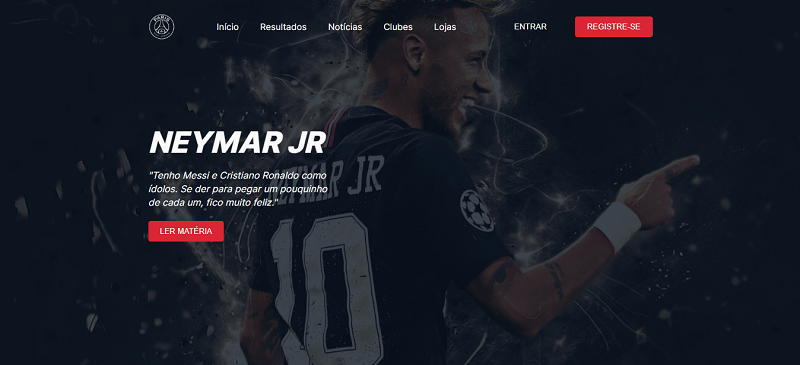 PARIS
Início Resultados Notícias Clubes Lojas ENTRAR REGISTRE-SE
NEYMAR JR
"Tenho Messi e Cristiano Ronaldo como
ídolos. Se der para pegar um pouquinho
de cada um, fico muito feliz."
LER MATÉRIA
NEYMAR JR
10